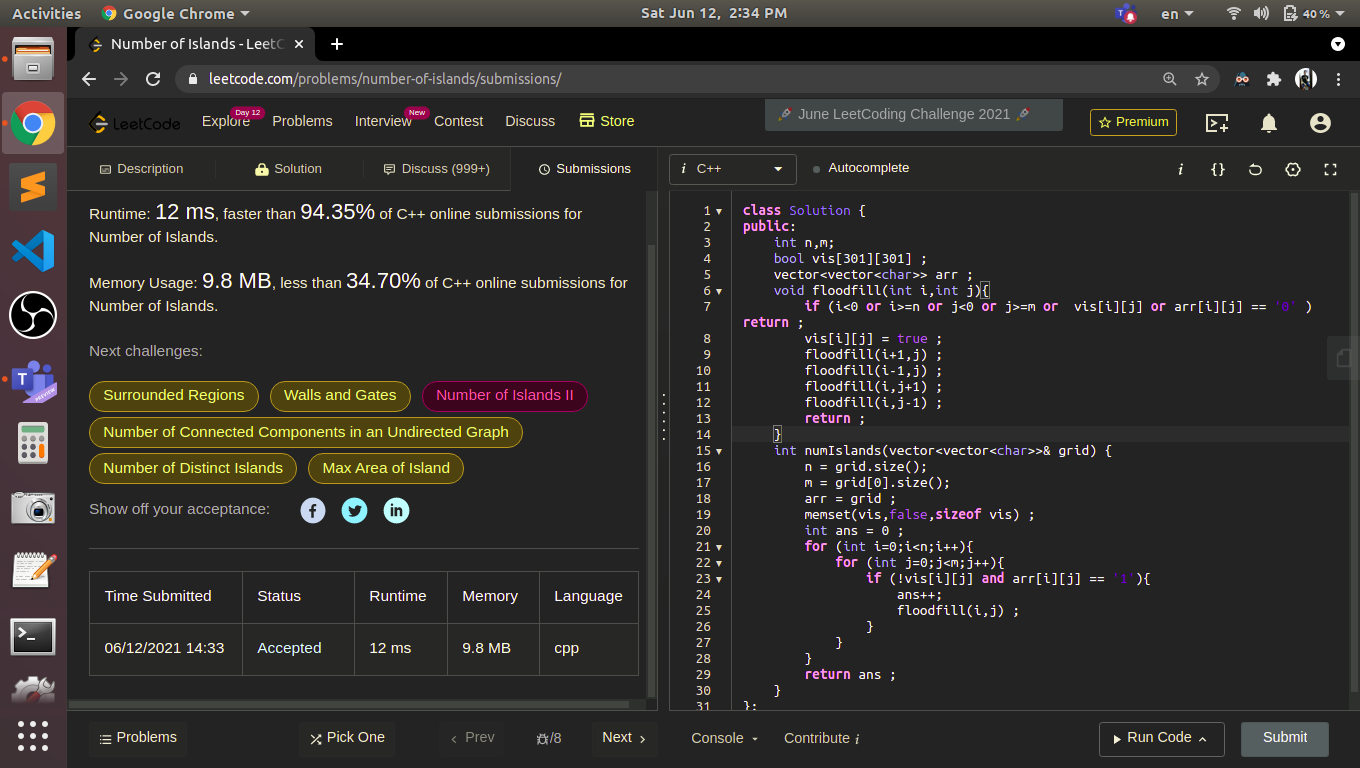 Activities Google Chrome Sat Jun 12, 2:34 PM en 40 %
Number of Islands - LeetC
leetcode.com/problems/number-of-islands/submissions/
LeetCode Explore Day 12 Problems Interview New Contest Discuss Store June LeetCoding Challenge 2021 Premium
Description Solution Discuss (999+) Submissions
Runtime: 12 ms, faster than 94.35% of C++ online submissions for
Number of Islands.
Memory Usage: 9.8 MB, less than 34.70% of C++ online submissions for
Number of Islands.
Next challenges:
Surrounded Regions Walls and Gates Number of Islands II
Number of Connected Components in an Undirected Graph
Number of Distinct Islands Max Area of Island
Show off your acceptance:
Time Submitted Status Runtime Memory Language
06/12/2021 14:33 Accepted 12 ms 9.8 MB cpp
i C++ Autocomplete i {}
1 class Solution {
2 public:
3 int n,m;
4 bool vis[301][301] ;
5 vector<vector<char>> arr ;
6 void floodfill(int i,int j){
7 if (i<0 or i>=n or j<0 or j>=m or vis[i][j] or arr[i][j] == '0' )
return ;
8 vis[i][j] = true ;
9 floodfill(i+1,j) ;
10 floodfill(i-1,j) ;
11 floodfill(i,j+1) ;
12 floodfill(i,j-1) ;
13 return ;
14 }
15 int numIslands(vector<vector<char>>& grid) {
16 n = grid.size();
17 m = grid[0].size();
18 arr = grid ;
19 memset(vis,false,sizeof vis) ;
20 int ans = 0 ;
21 for (int i=0;i<n;i++){
22 for (int j=0;j<m;j++){
23 if (!vis[i][j] and arr[i][j] == '1'){
24 ans++;
25 floodfill(i,j) ;
26 }
27 }
28 }
29 return ans ;
30 }
31 };
Problems Pick One Prev /8 Next Console Contribute i Run Code Submit
T PREVIEW